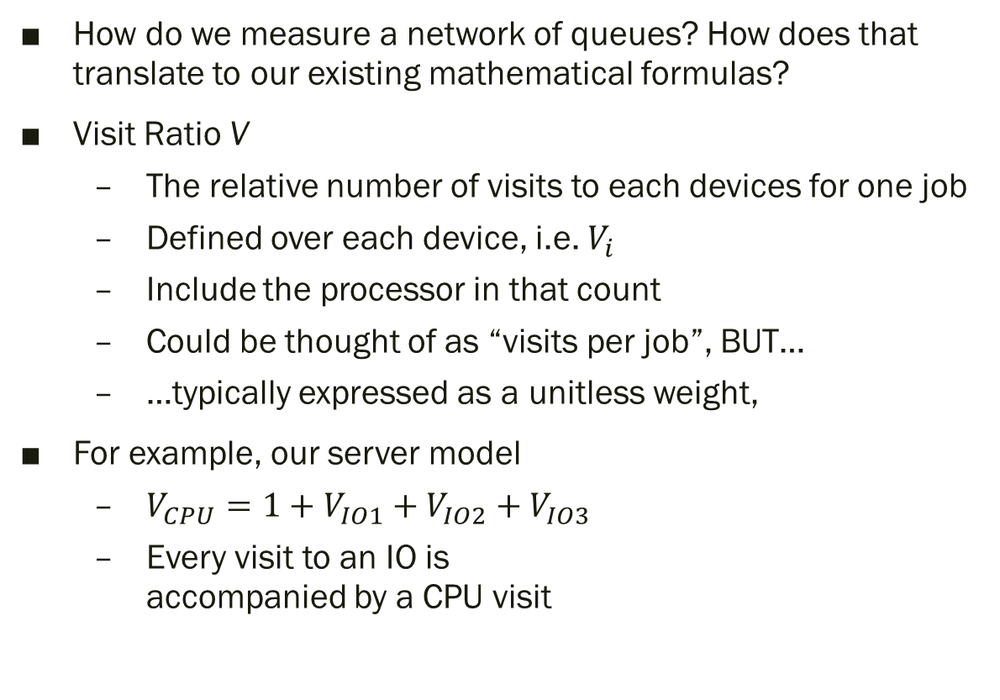 ■ How do we measure a network of queues? How does that
translate to our existing mathematical formulas?
■ Visit Ratio V
– The relative number of visits to each devices for one job
– Defined over each device, i.e. V_i
– Include the processor in that count
– Could be thought of as “visits per job”, BUT…
– …typically expressed as a unitless weight,
■ For example, our server model
– V_{CPU} = 1 + V_{IO1} + V_{IO2} + V_{IO3}
– Every visit to an IO is
accompanied by a CPU visit